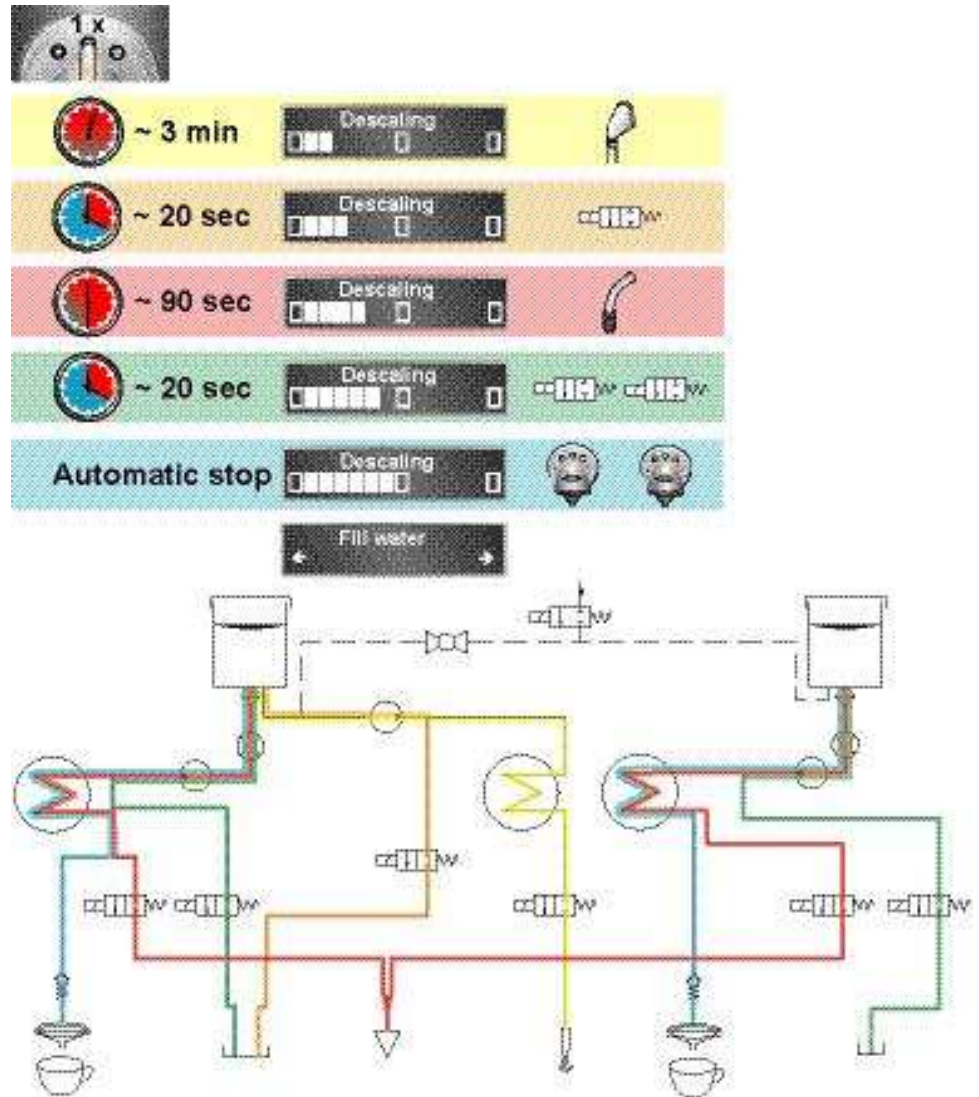 1 x
~ 3 min
Descaling
~ 20 sec
Descaling
~ 90 sec
Descaling
~ 20 sec
Descaling
Automatic stop
Descaling
Fill water